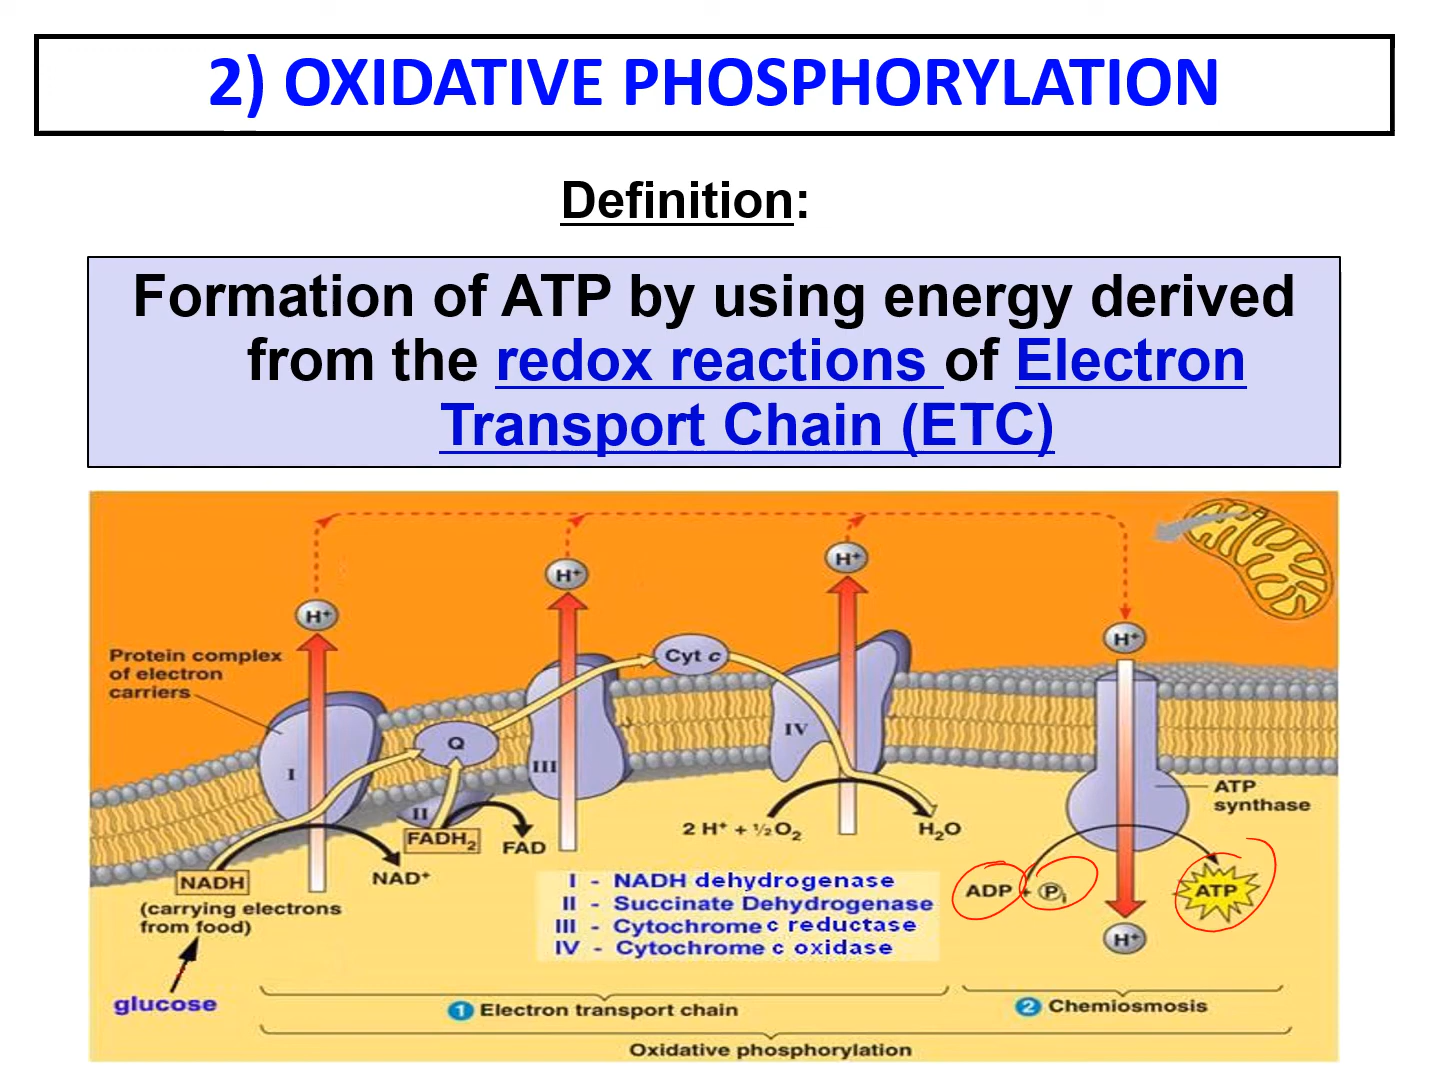 2) OXIDATIVE PHOSPHORYLATION
Definition:
Formation of ATP by using energy derived
from the redox reactions of Electron
Transport Chain (ETC)
H+
H+
H+
H+
Protein complex
of electron
carriers
Cyt c
Q
I
II
III
IV
ATP
synthase
FADH2
FAD
2 H+ + ½O2
H2O
NADH
NAD+
(carrying electrons
from food)
glucose
ADP + Pi
ATP
H+
I - NADH dehydrogenase
II - Succinate Dehydrogenase
III - Cytochrome c reductase
IV - Cytochrome c oxidase
1 Electron transport chain
2 Chemiosmosis
Oxidative phosphorylation